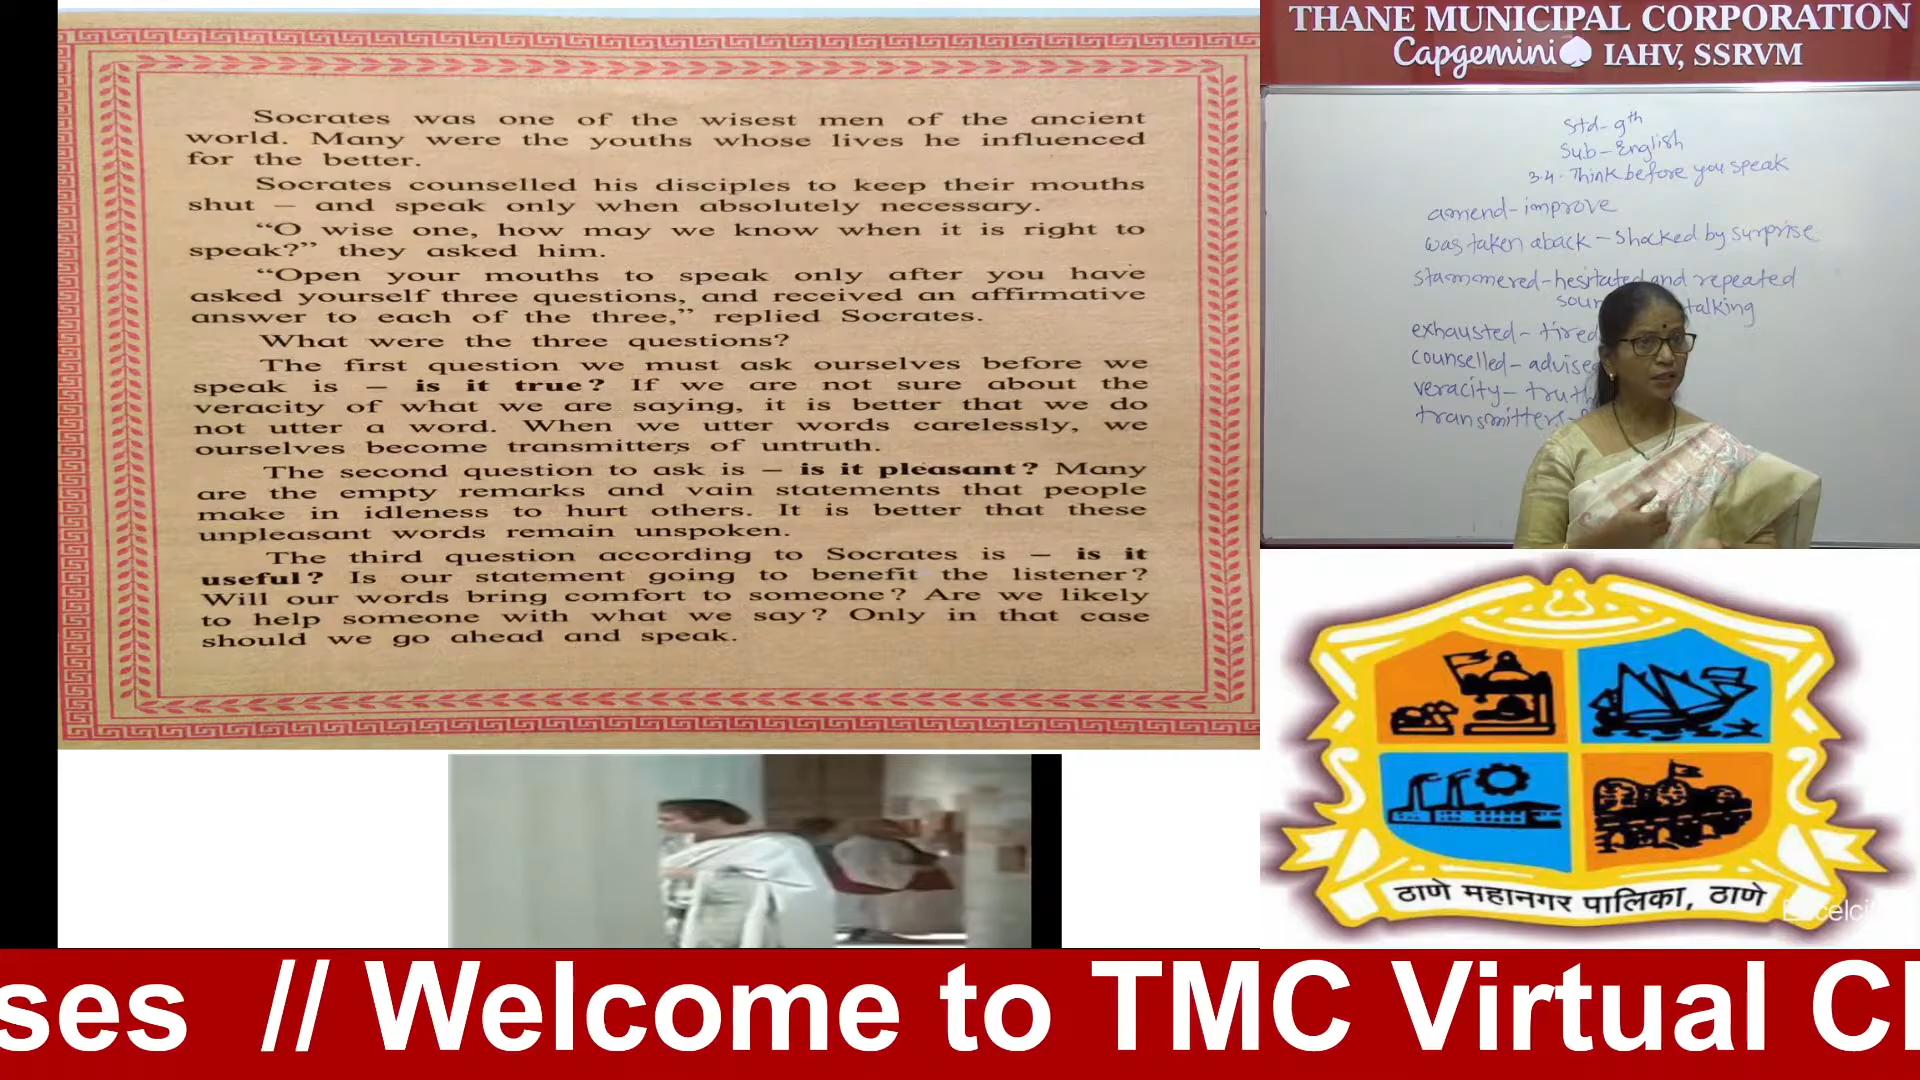 Socrates was one of the wisest men of the ancient
world. Many were the youths whose lives he influenced
for the better.
Socrates counselled his disciples to keep their mouths
shut — and speak only when absolutely necessary.
“O wise one, how may we know when it is right to
speak?” they asked him.
“Open your mouths to speak only after you have
asked yourself three questions, and received an affirmative
answer to each of the three,” replied Socrates.
What were the three questions?
The first question we must ask ourselves before we
speak is — is it true? If we are not sure about the
veracity of what we are saying, it is better that we do
not utter a word. When we utter words carelessly, we
ourselves become transmitters of untruth.
The second question to ask is — is it pleasant? Many
are the empty remarks and vain statements that people
make in idleness to hurt others. It is better that these
unpleasant words remain unspoken.
The third question according to Socrates is — is it
useful? Is our statement going to benefit the listener?
Will our words bring comfort to someone? Are we likely
to help someone with what we say? Only in that case
should we go ahead and speak.
THANE MUNICIPAL CORPORATION
Capgemini IAHV, SSRVM
Std- 9th
Sub- English
3.4. Think before you speak
amend- improve
was taken aback - shocked by surprise
stammered- hesitated and repeated
talking
exhausted- tired
counselled-
veracity- truth
transmitters-
ठाणे महानगर पालिका, ठाणे
ses // Welcome to TMC Virtual Cl